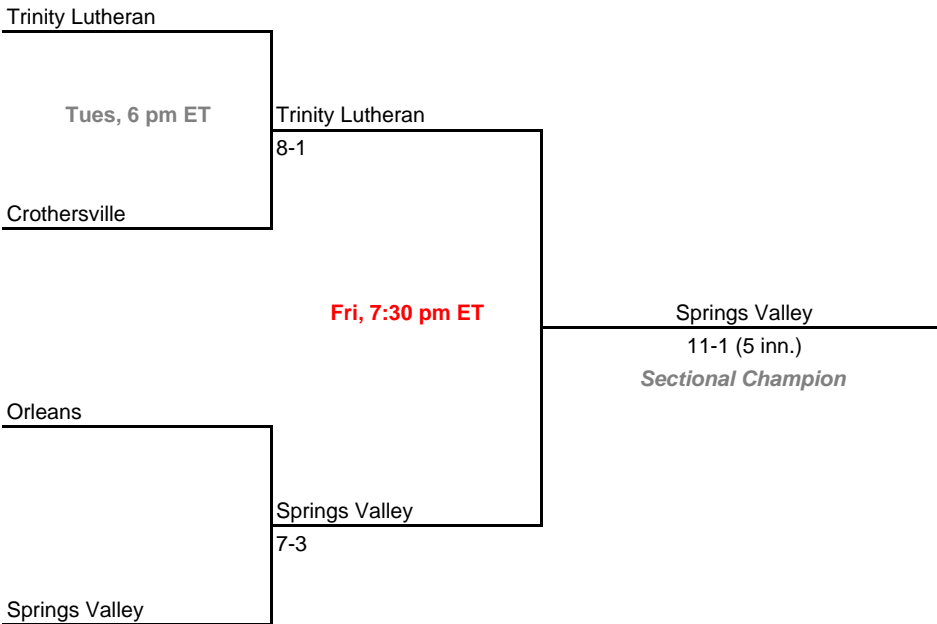 Trinity Lutheran
Tues, 6 pm ET
Trinity Lutheran
8-1
Crothersville
Fri, 7:30 pm ET
Springs Valley
11-1 (5 inn.)
Sectional Champion
Orleans
Springs Valley
7-3
Springs Valley